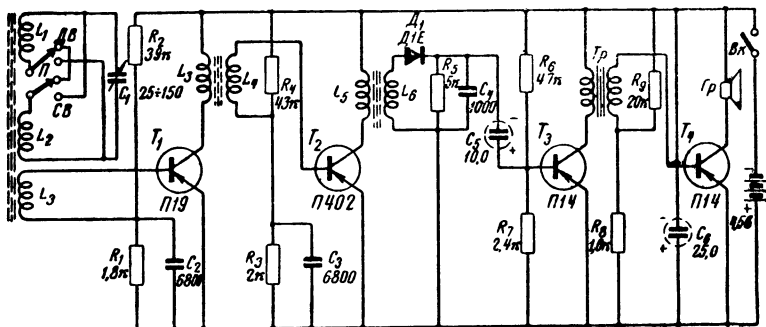 L1
ДВ
П
СВ
L2
L3
C1
25÷150
R2
39к
L3
L4
R4
43к
T1
П19
R1
1,8к
C2
6800
T2
П402
R3
2к
C3
6800
L5
L6
Д1
Д1Е
R5
5к
C4
1000
C5
10,0
-
+
R6
47к
T3
П14
R7
2,4к
Тр
R9
20к
R8
1,8к
T4
П14
-
+
C6
25,0
Гр
Вк
-
+
4,5в